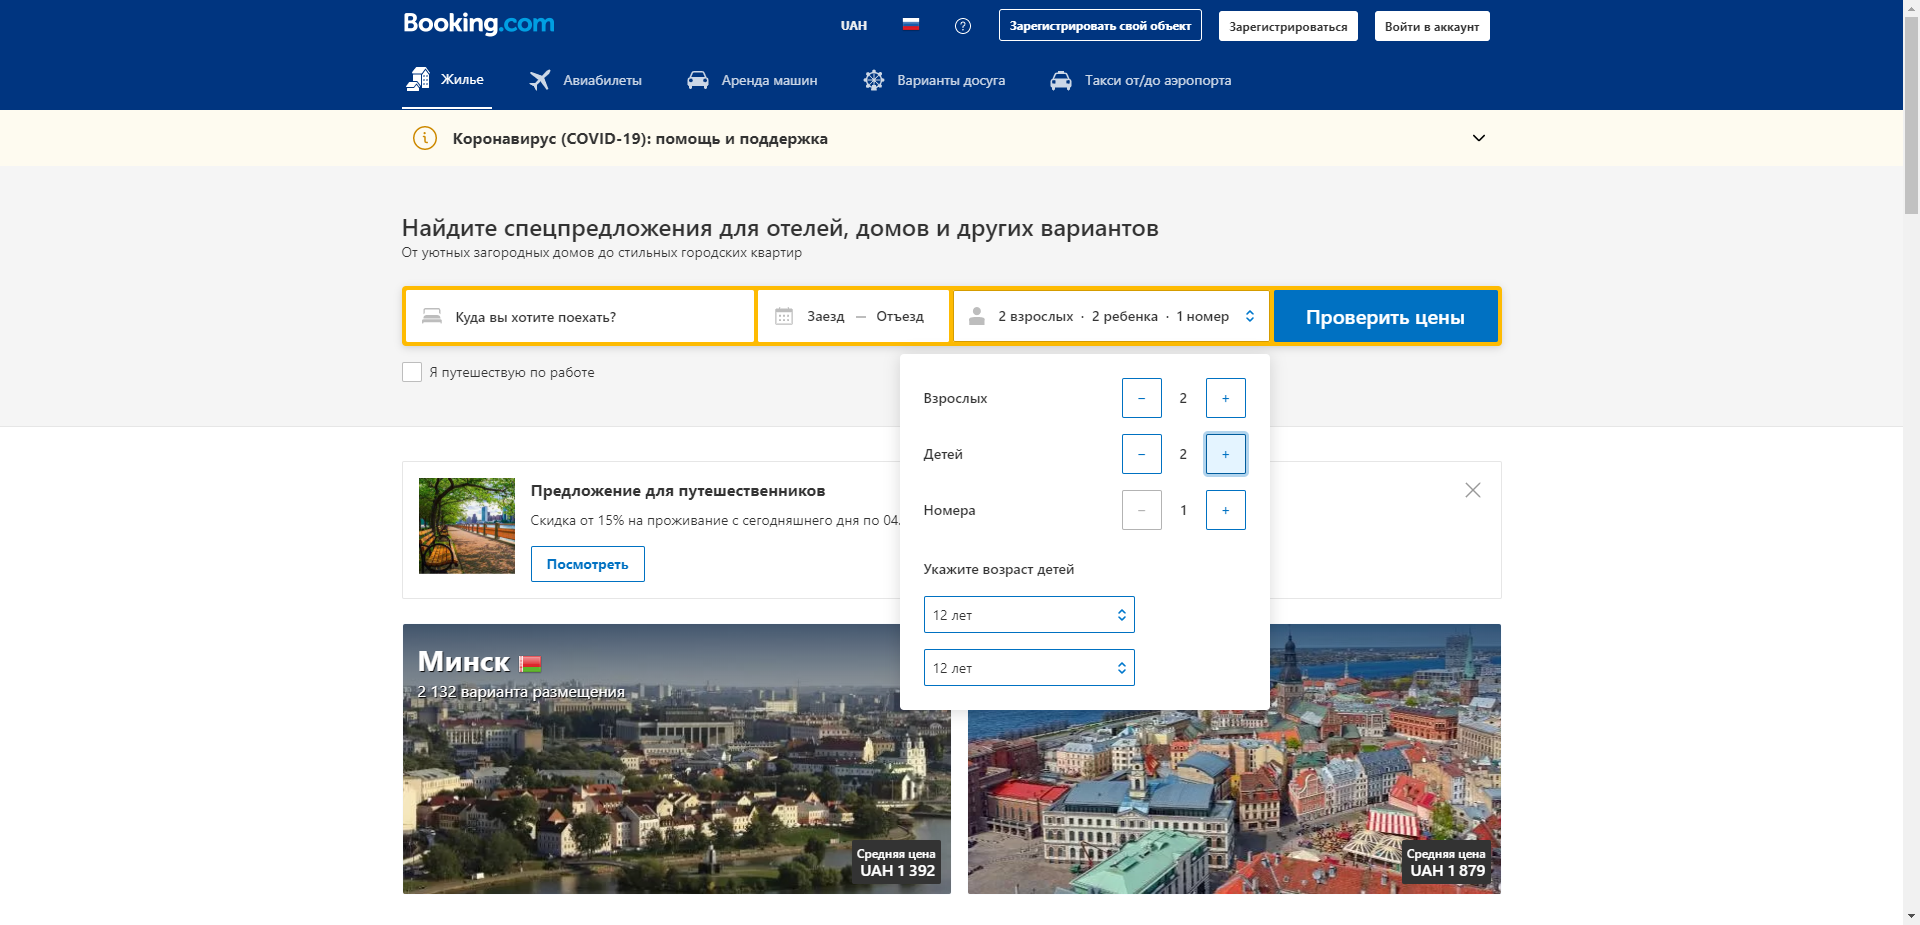 Booking.com
UAH
Зарегистрировать свой объект
Зарегистрироваться
Войти в аккаунт
Жилье
Авиабилеты
Аренда машин
Варианты досуга
Такси от/до аэропорта
Коронавирус (COVID-19): помощь и поддержка
Найдите спецпредложения для отелей, домов и других вариантов
От уютных загородных домов до стильных городских квартир
Куда вы хотите поехать?
Заезд — Отъезд
2 взрослых · 2 ребенка · 1 номер
Проверить цены
Я путешествую по работе
Взрослых
− 2 +
Детей
− 2 +
Номера
− 1 +
Укажите возраст детей
12 лет
12 лет
Предложение для путешественников
Скидка от 15% на проживание с сегодняшнего дня по 04.
Посмотреть
Минск
2 132 варианта размещения
Средняя цена
UAH 1 392
Средняя цена
UAH 1 879